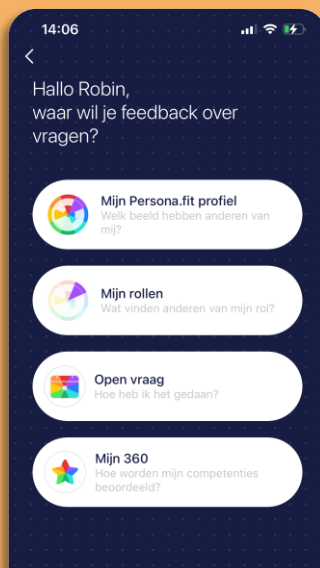 14:06
Hallo Robin,
waar wil je feedback over
vragen?
Mijn Persona.fit profiel
Welk beeld hebben anderen van
mij?
Mijn rollen
Wat vinden anderen van mijn rol?
Open vraag
Hoe heb ik het gedaan?
Mijn 360
Hoe worden mijn competenties
beoordeeld?